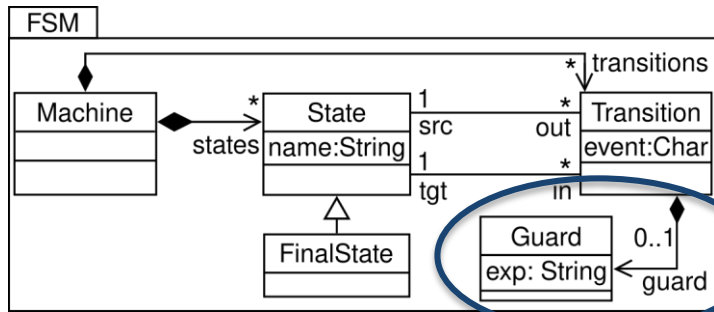 FSM
* transitions
Machine
* State
1 *
Transition
states
name:String
src out
event:Char
1 *
tgt in
FinalState
Guard
0..1
exp: String
guard